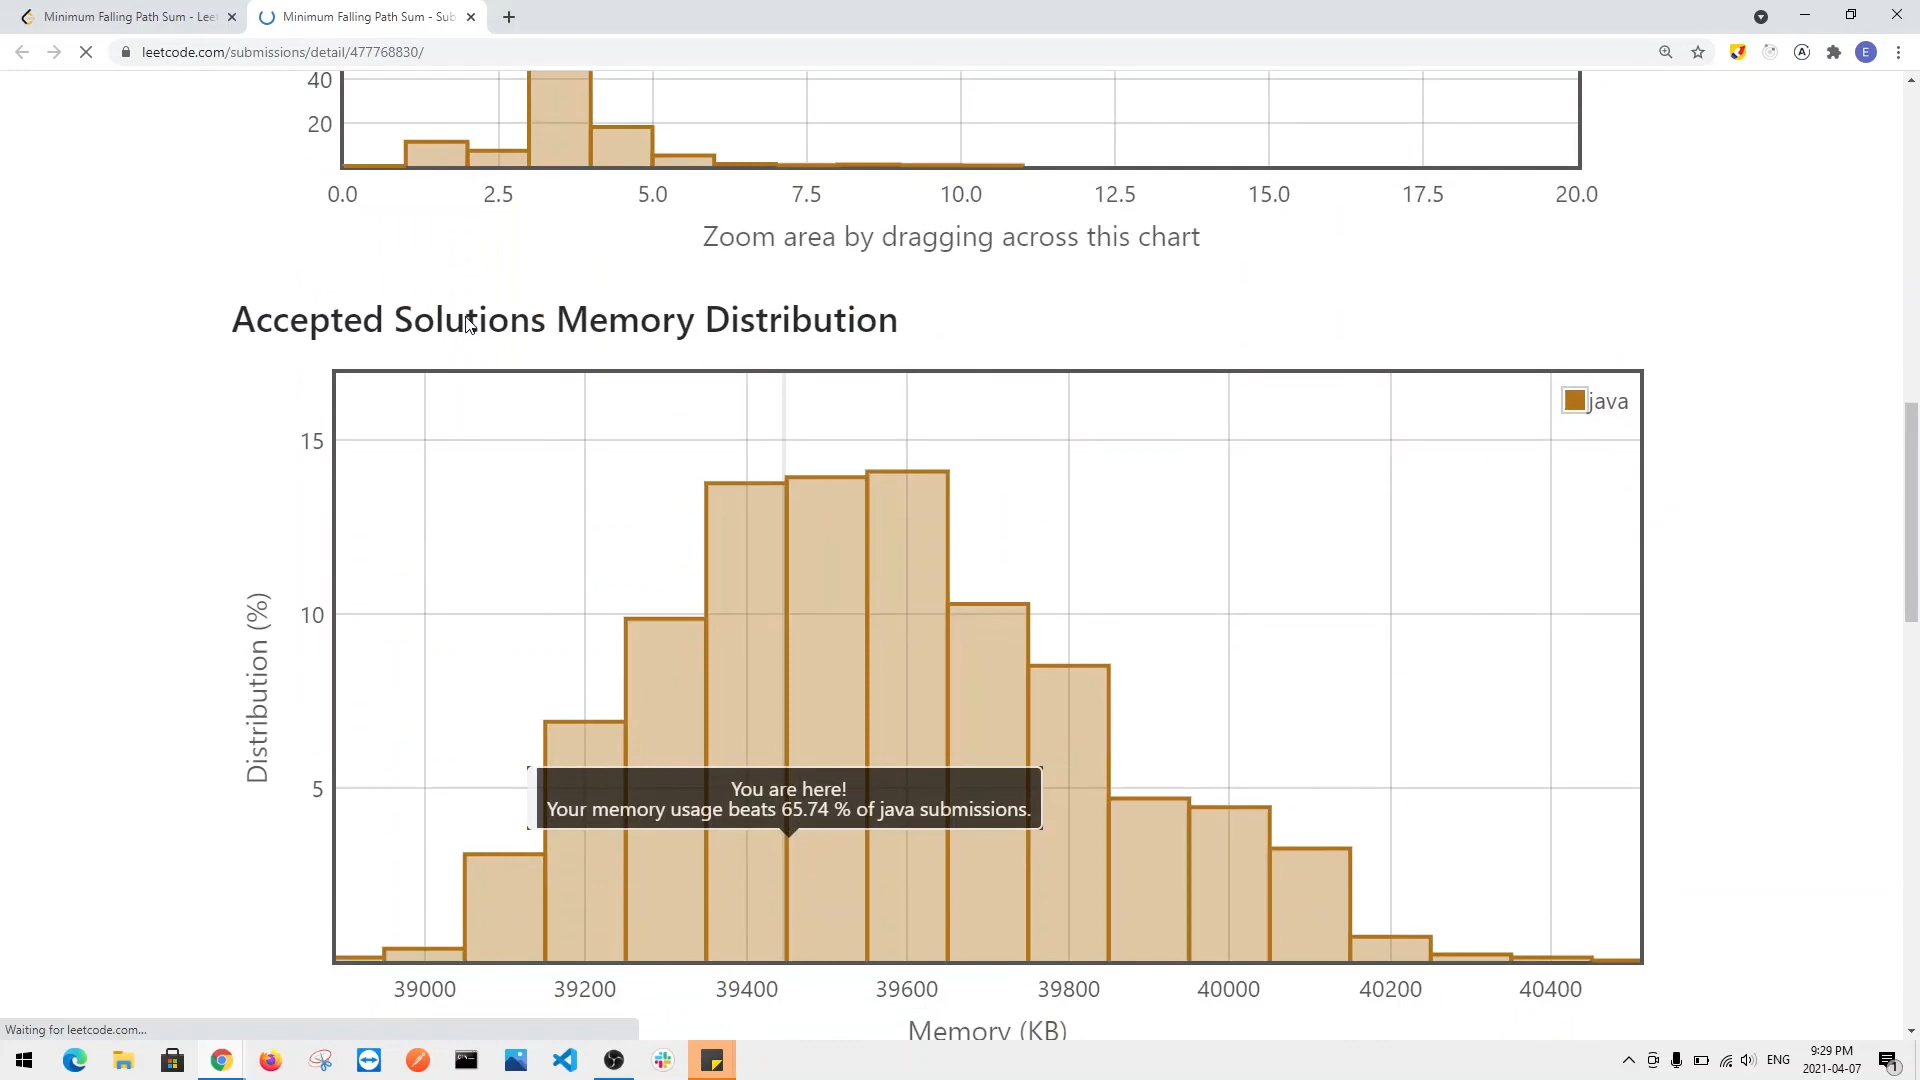 Minimum Falling Path Sum - Leet
Minimum Falling Path Sum - Sub
leetcode.com/submissions/detail/477768830/
E
40
20
0.0 2.5 5.0 7.5 10.0 12.5 15.0 17.5 20.0
Zoom area by dragging across this chart
Accepted Solutions Memory Distribution
java
15
10
5
Distribution (%)
You are here!
Your memory usage beats 65.74 % of java submissions.
39000 39200 39400 39600 39800 40000 40200 40400
Memory (KB)
Waiting for leetcode.com...
ENG
9:29 PM
2021-04-07
1